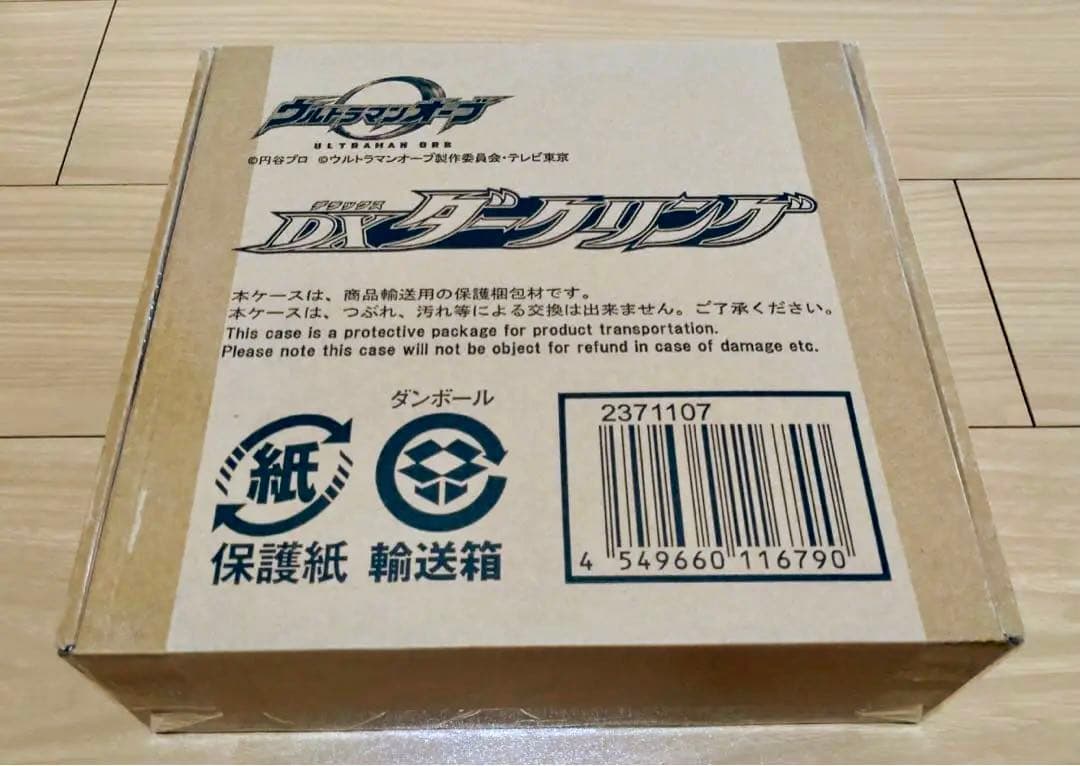 ウルトラマンオーブ
ULTRAMAN ORB
©円谷プロ ©ウルトラマンオーブ製作委員会・テレビ東京
デラックス
DXダークリング
本ケースは、商品輸送用の保護梱包材です。
本ケースは、つぶれ、汚れ等による交換は出来ません。ご了承ください。
This case is a protective package for product transportation.
Please note this case will not be object for refund in case of damage etc.
紙
保護紙
ダンボール
輸送箱
2371107
4 549660 116790